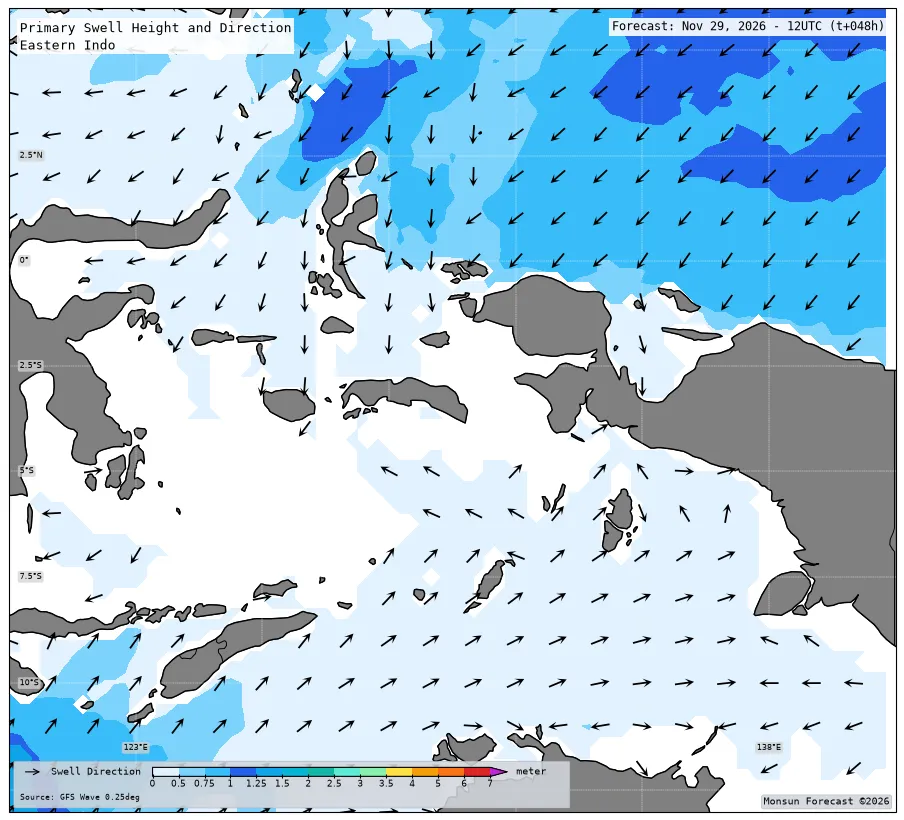 Primary Swell Height and Direction
Eastern Indo
Forecast: Nov 29, 2026 - 12UTC (t+048h)
2.5°N
0°
2.5°S
5°S
7.5°S
10°S
123°E
138°E
Swell Direction
0 0.5 0.75 1 1.25 1.5 2 2.5 3 3.5 4 5 6 7
meter
Source: GFS Wave 0.25deg
Monsun Forecast ©2026